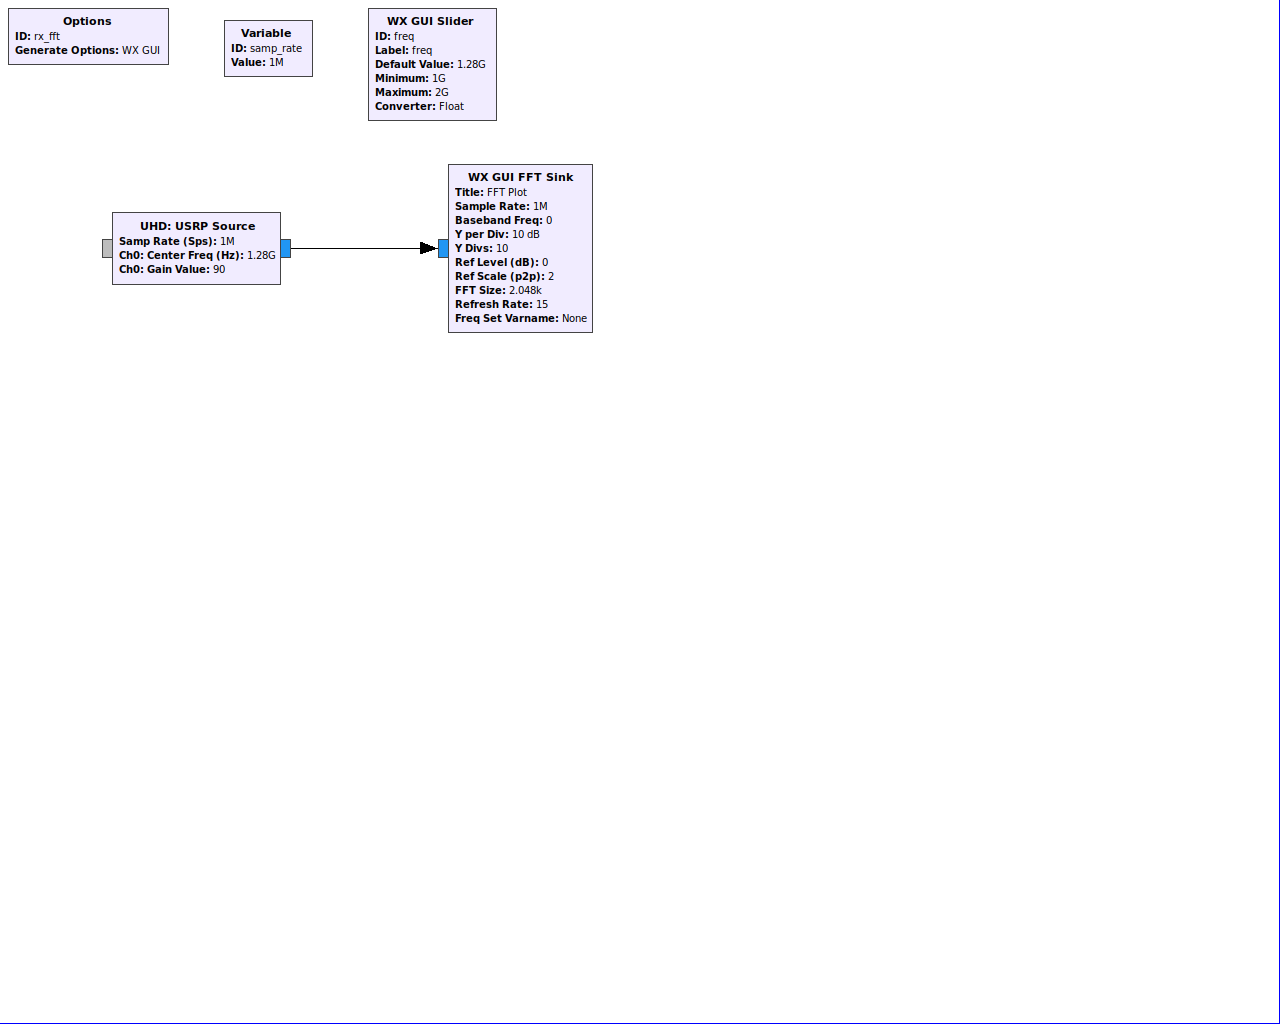 Options
ID: rx_fft
Generate Options: WX GUI
Variable
ID: samp_rate
Value: 1M
WX GUI Slider
ID: freq
Label: freq
Default Value: 1.28G
Minimum: 1G
Maximum: 2G
Converter: Float
UHD: USRP Source
Samp Rate (Sps): 1M
Ch0: Center Freq (Hz): 1.28G
Ch0: Gain Value: 90
WX GUI FFT Sink
Title: FFT Plot
Sample Rate: 1M
Baseband Freq: 0
Y per Div: 10 dB
Y Divs: 10
Ref Level (dB): 0
Ref Scale (p2p): 2
FFT Size: 2.048k
Refresh Rate: 15
Freq Set Varname: None